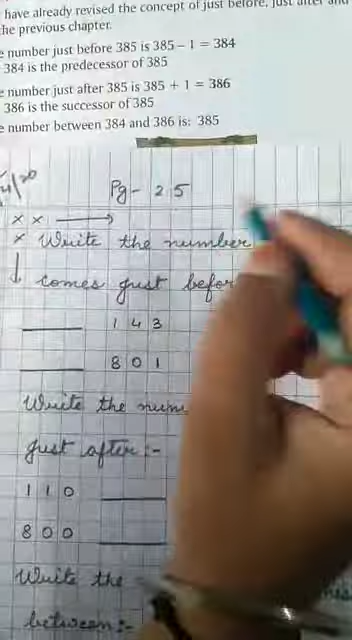 have already revised the concept of just before, just after and
the previous chapter.
number just before 385 is 385 – 1 = 384
384 is the predecessor of 385
number just after 385 is 385 + 1 = 386
386 is the successor of 385
number between 384 and 386 is: 385
Pg - 25
x x
x Write the number
comes just befor
143
801
Write the num
just after :-
110
800
Write the
between :-